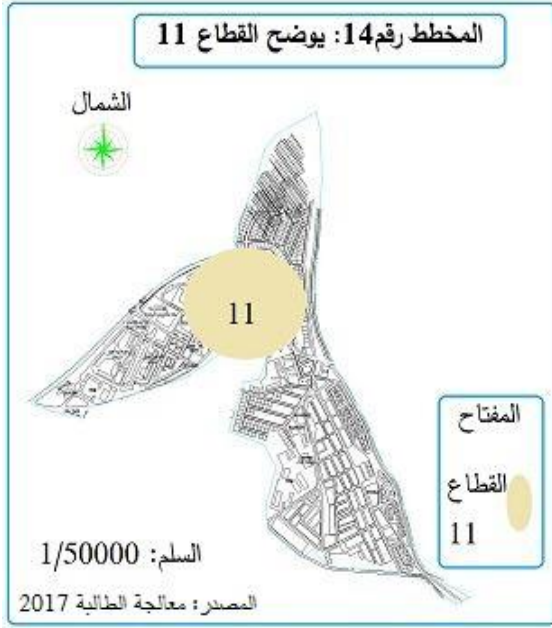 المخطط رقم14: يوضح القطاع 11
الشمال
11
المفتاح
القطاع
11
السلم: 1/50000
المصدر: معالجة الطالبة 2017